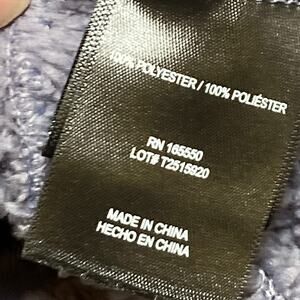 100% POLYESTER / 100% POLIÉSTER
RN 165550
LOT# T2515920
MADE IN CHINA
HECHO EN CHINA